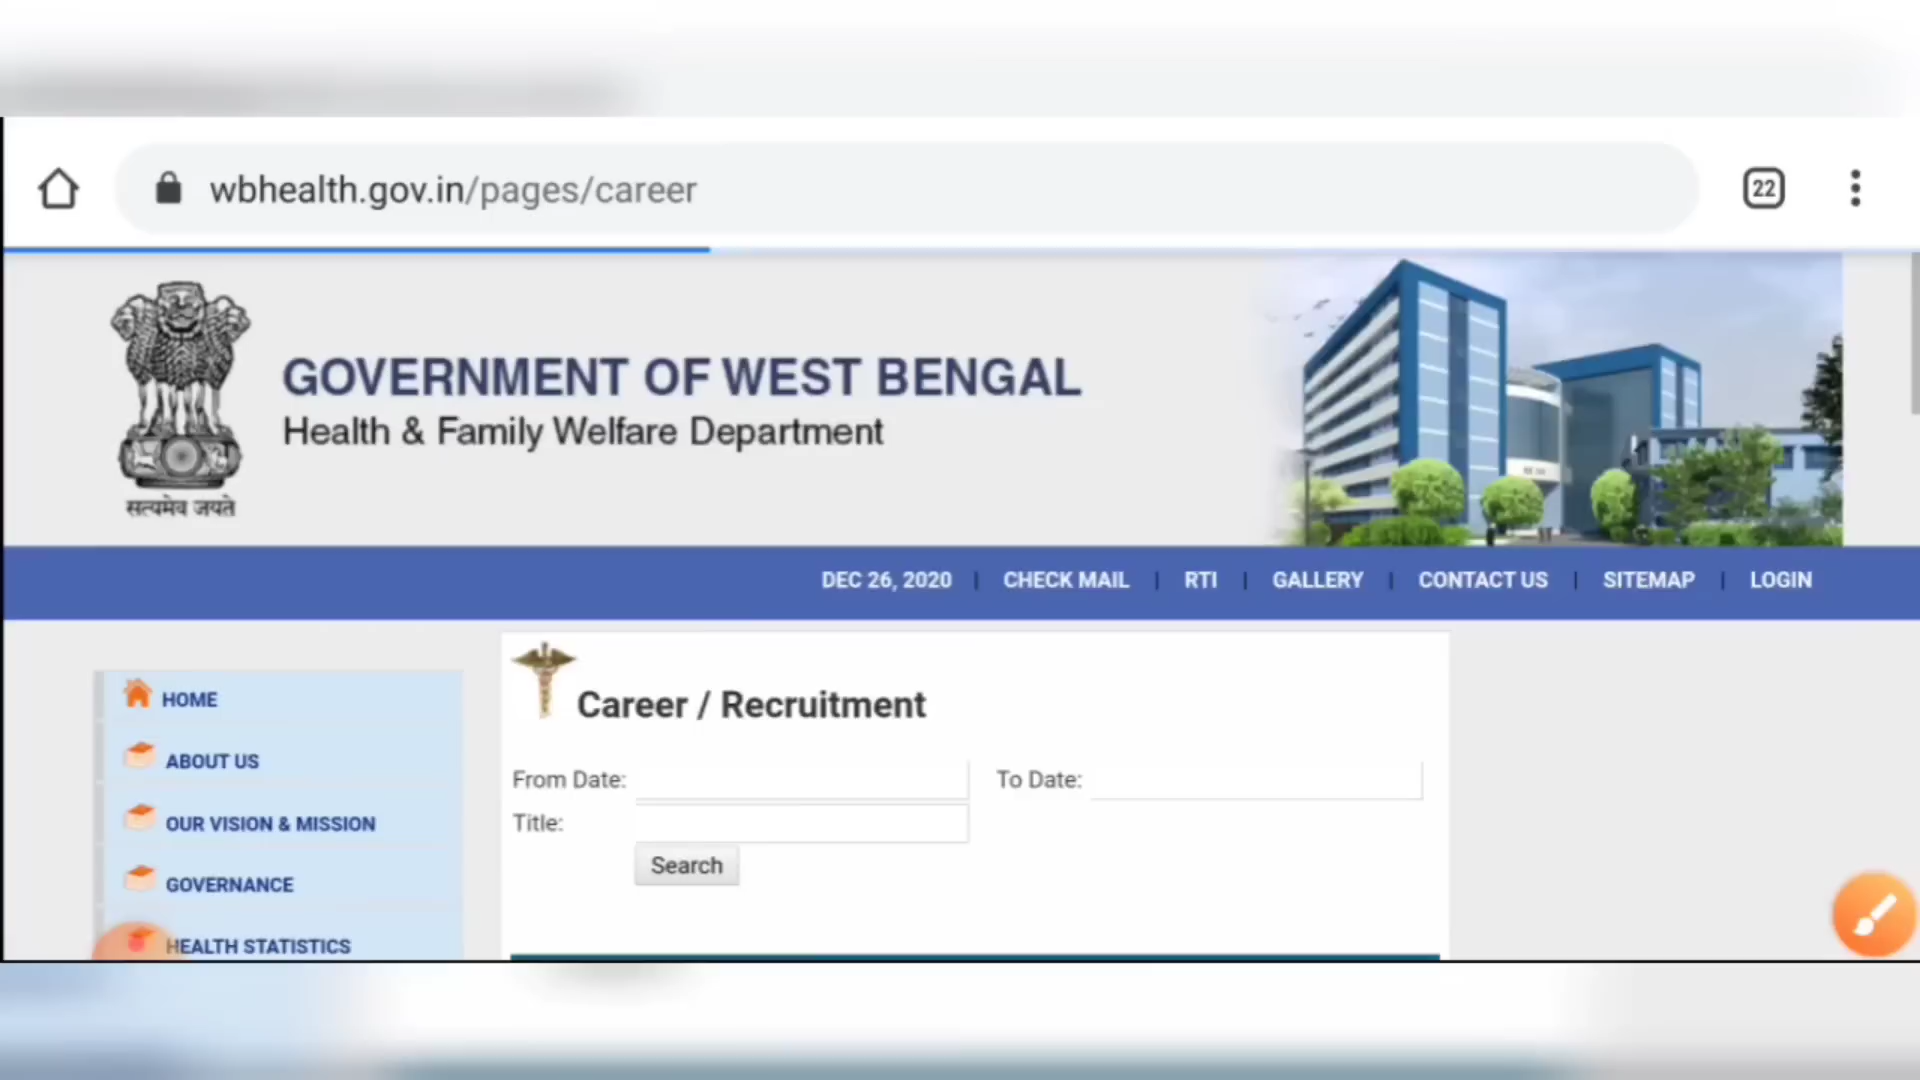 wbhealth.gov.in/pages/career
22
GOVERNMENT OF WEST BENGAL
Health & Family Welfare Department
सत्यमेव जयते
DEC 26, 2020 | CHECK MAIL | RTI | GALLERY | CONTACT US | SITEMAP | LOGIN
HOME
ABOUT US
OUR VISION & MISSION
GOVERNANCE
HEALTH STATISTICS
Career / Recruitment
From Date: To Date:
Title:
Search